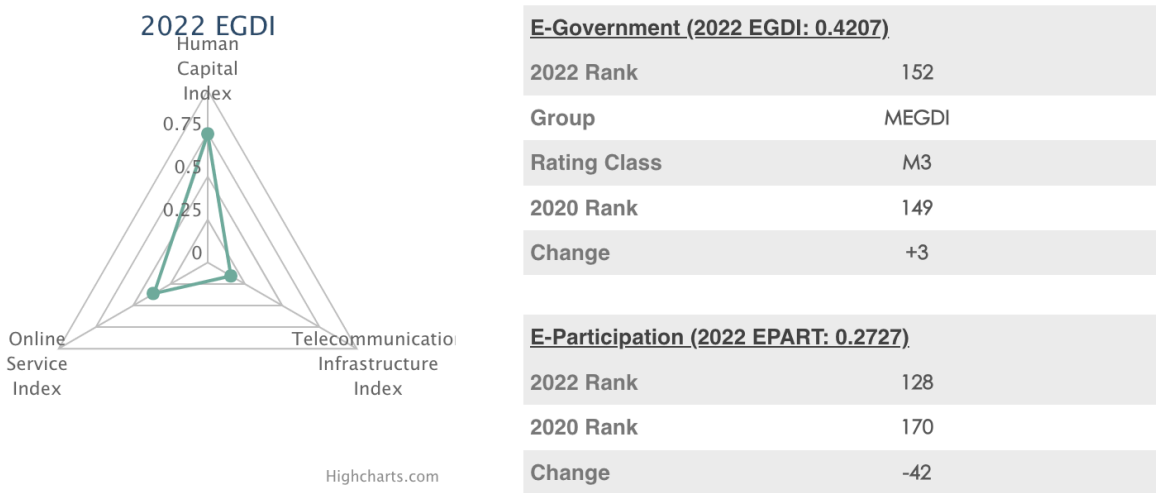 2022 EGDI
Human
Capital
Index
0.75
0.5
0.25
0
Online
Service
Index
Telecommunication
Infrastructure
Index
Highcharts.com
E-Government (2022 EGDI: 0.4207)
2022 Rank 152
Group MEGDI
Rating Class M3
2020 Rank 149
Change +3
E-Participation (2022 EPART: 0.2727)
2022 Rank 128
2020 Rank 170
Change -42